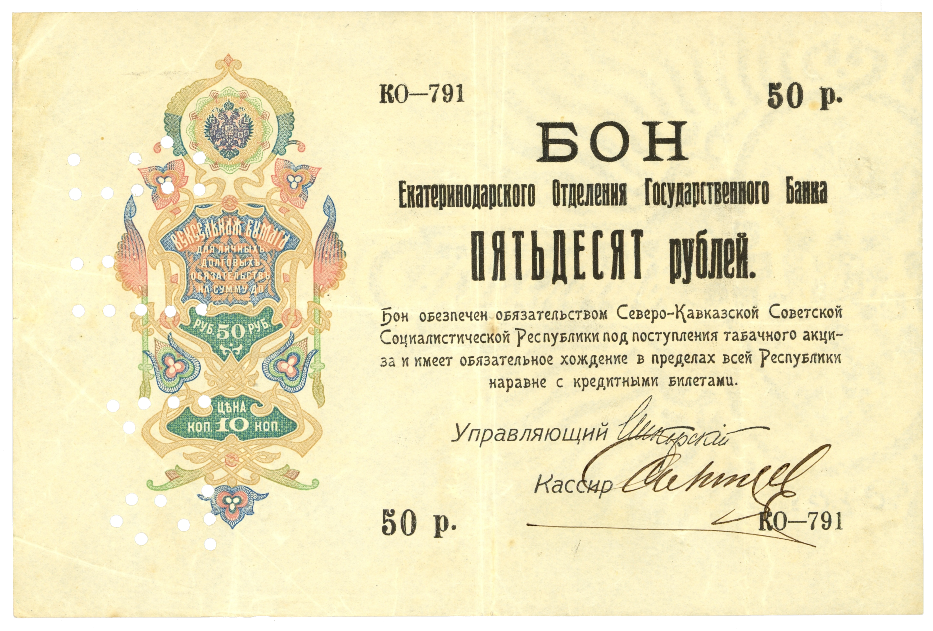 КО—791
50 р.
БОН
Екатеринодарского Отделения Государственного Банка
ПЯТЬДЕСЯТ рублей.
Бон обезпечен обязательством Северо-Кавказской Советской
Социалистической Республики под поступления табачного акци-
за и имеет обязательное хождение в пределах всей Республики
наравне с кредитными билетами.
Управляющий
Кассир
50 р.
КО—791
ВЕКСЕЛЬНАЯ БУМАГА
ДЛЯ ЛИЧНЫХЪ
ДОЛГОВЫХЪ
ОБЯЗАТЕЛЬСТВЪ
НА СУММУ ДО
РУБ. 50 РУБ.
ЦѢНА
КОП. 10 КОП.